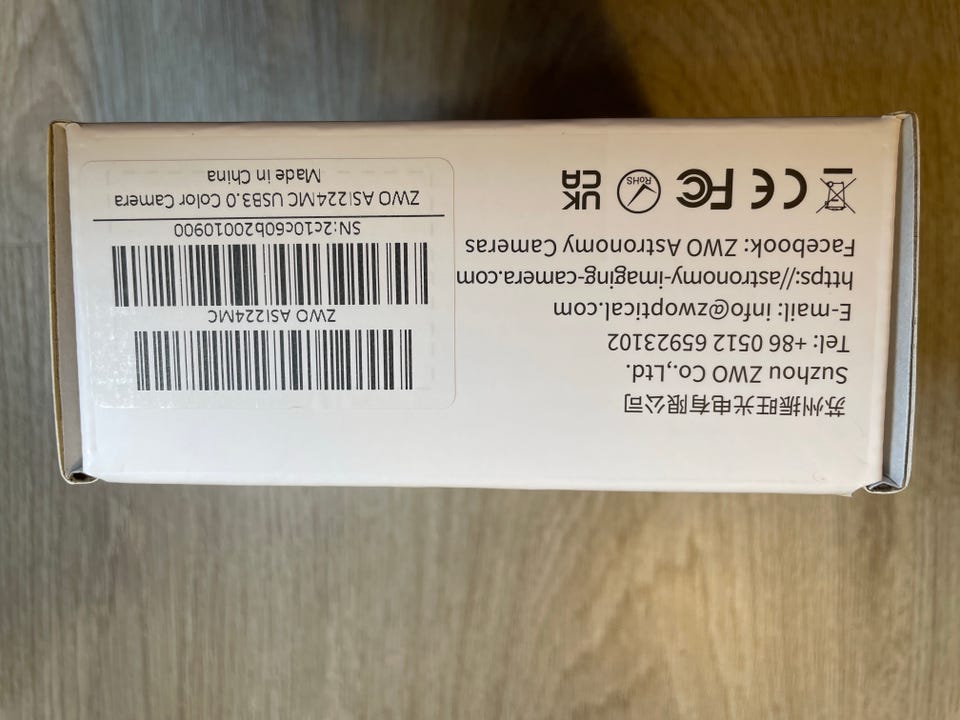 苏州振旺光电有限公司
Suzhou ZWO Co.,Ltd.
Tel: +86 0512 65923102
E-mail: info@zwoptical.com
https://astronomy-imaging-camera.com
Facebook: ZWO Astronomy Cameras
CE FC RoHS UK CA
ZWO ASI224MC
SN:2c10c60b20010900
ZWO ASI224MC USB3.0 Color Camera
Made in China